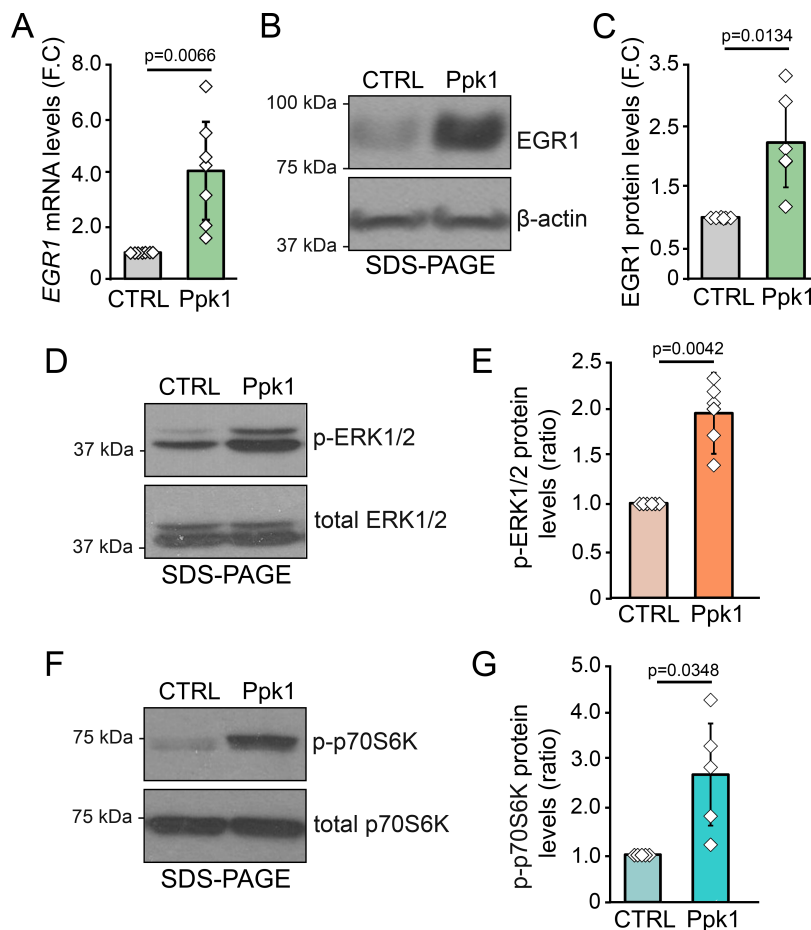 A
p=0.0066
EGR1 mRNA levels (F.C)
8.0
6.0
4.0
2.0
0
CTRL Ppk1
B
CTRL Ppk1
100 kDa
EGR1
75 kDa
β-actin
37 kDa
SDS-PAGE
C
p=0.0134
EGR1 protein levels (F.C)
3.5
2.5
1.5
0.5
0
CTRL Ppk1
D
CTRL Ppk1
p-ERK1/2
37 kDa
total ERK1/2
37 kDa
SDS-PAGE
E
p=0.0042
p-ERK1/2 protein
levels (ratio)
2.5
2.0
1.5
1.0
0.5
0
CTRL Ppk1
F
CTRL Ppk1
75 kDa
p-p70S6K
75 kDa
total p70S6K
SDS-PAGE
G
p=0.0348
p-p70S6K protein
levels (ratio)
5.0
4.0
3.0
2.0
1.0
0
CTRL Ppk1